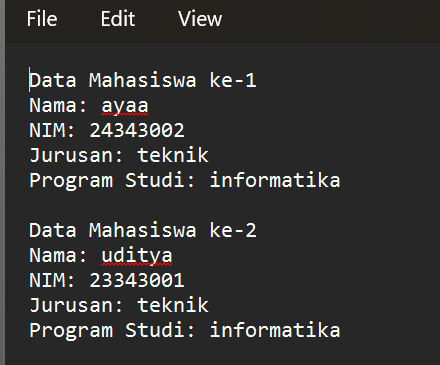 File Edit View
Data Mahasiswa ke-1
Nama: ayaa
NIM: 24343002
Jurusan: teknik
Program Studi: informatika
Data Mahasiswa ke-2
Nama: uditya
NIM: 23343001
Jurusan: teknik
Program Studi: informatika